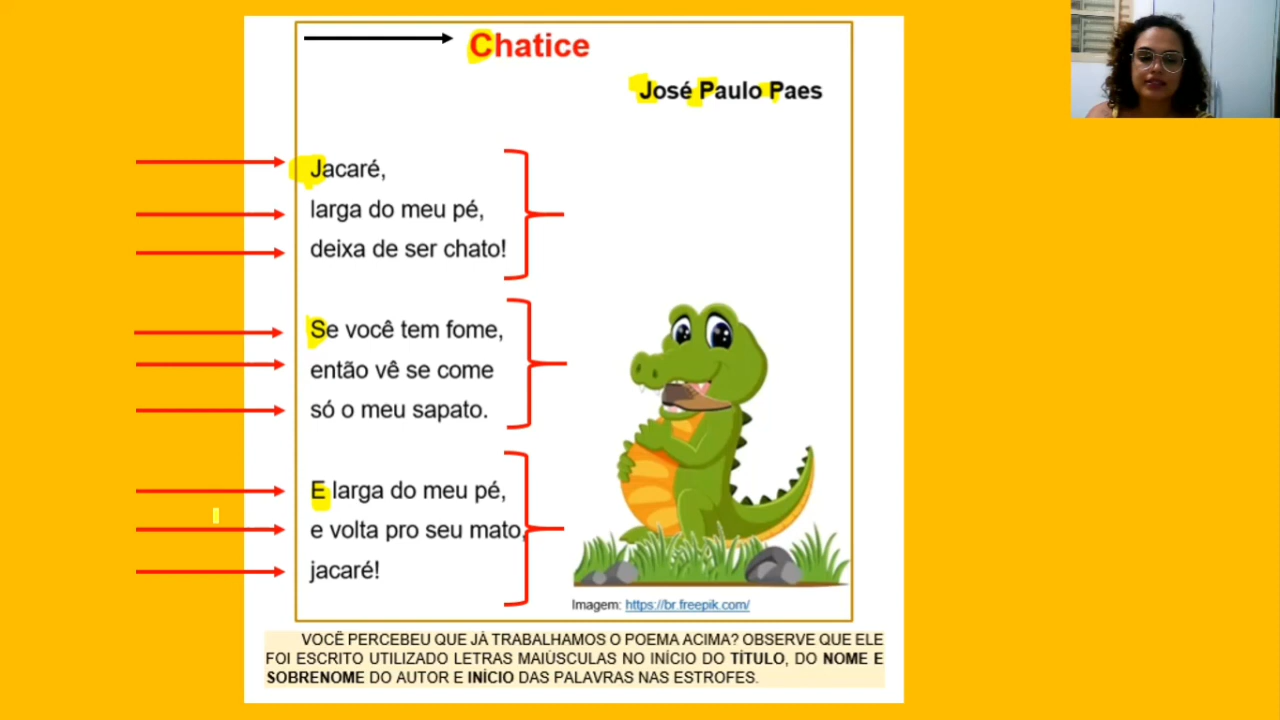 Chatice
José Paulo Paes
Jacaré,
larga do meu pé,
deixa de ser chato!
Se você tem fome,
então vê se come
só o meu sapato.
E larga do meu pé,
e volta pro seu mato,
jacaré!
Imagem: https://br.freepik.com/
VOCÊ PERCEBEU QUE JÁ TRABALHAMOS O POEMA ACIMA? OBSERVE QUE ELE
FOI ESCRITO UTILIZADO LETRAS MAIÚSCULAS NO INÍCIO DO TÍTULO, DO NOME E
SOBRENOME DO AUTOR E INÍCIO DAS PALAVRAS NAS ESTROFES.